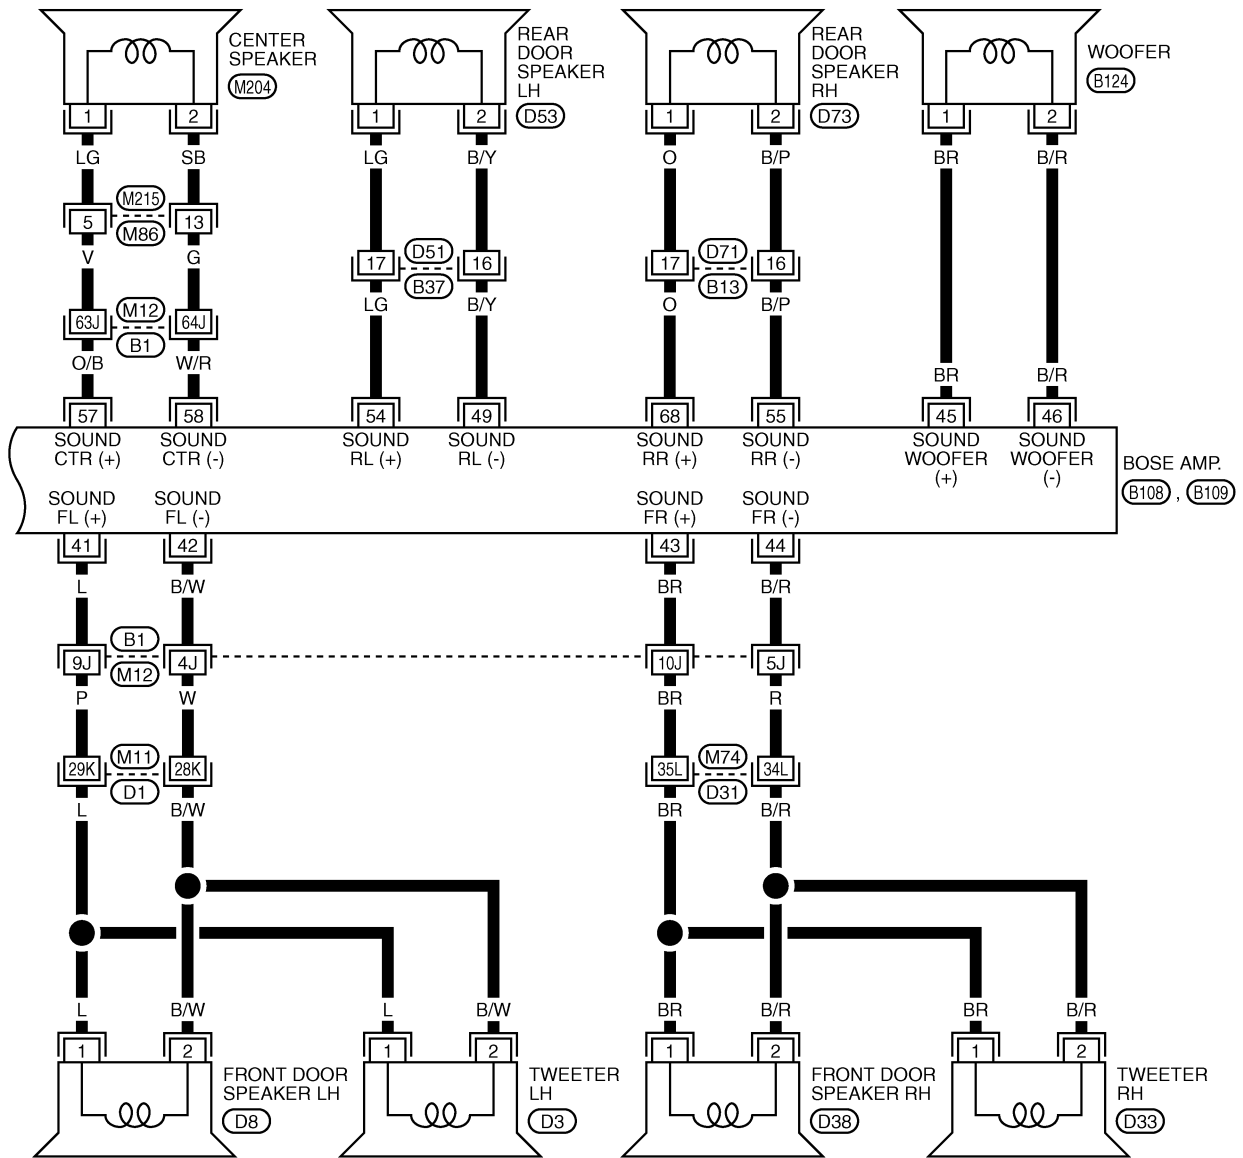 CENTER
SPEAKER
M204
REAR
DOOR
SPEAKER
LH
D53
REAR
DOOR
SPEAKER
RH
D73
WOOFER
B124
1 2 1 2 1 2 1 2
LG SB LG B/Y O B/P BR B/R
M215
5 13
M86
V G
D51 D71
17 16 17 16
B37 B13
LG B/Y O B/P
M12
63J 64J
B1
O/B W/R BR B/R
57 58 54 49 68 55 45 46
SOUND
CTR (+)
SOUND
CTR (-)
SOUND
RL (+)
SOUND
RL (-)
SOUND
RR (+)
SOUND
RR (-)
SOUND
WOOFER
(+)
SOUND
WOOFER
(-)
BOSE AMP.
B108 , B109
SOUND
FL (+)
SOUND
FL (-)
SOUND
FR (+)
SOUND
FR (-)
41 42 43 44
L B/W BR B/R
B1
9J 4J 10J 5J
M12
P W BR R
M11 M74
29K 28K 35L 34L
D1 D31
L B/W BR B/R
L B/W L B/W BR B/R BR B/R
1 2 1 2 1 2 1 2
FRONT DOOR
SPEAKER LH
D8
TWEETER
LH
D3
FRONT DOOR
SPEAKER RH
D38
TWEETER
RH
D33